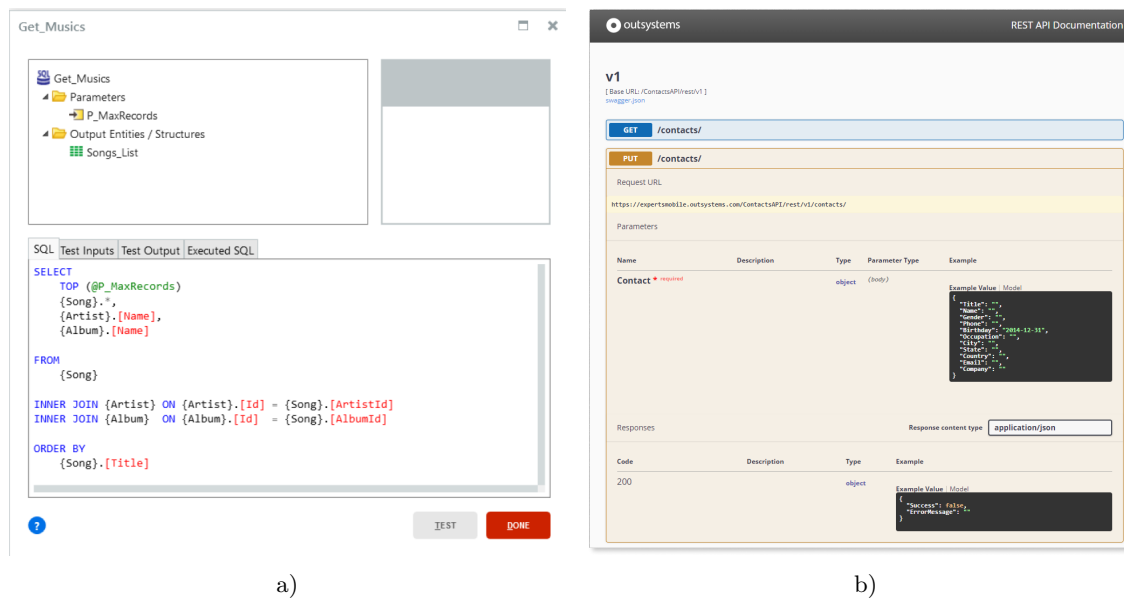 Get_Musics
SQL
Get_Musics
Parameters
P_MaxRecords
Output Entities / Structures
Songs_List
SQL Test Inputs Test Output Executed SQL
SELECT
TOP (@P_MaxRecords)
{Song}.*,
{Artist}.[Name],
{Album}.[Name]
FROM
{Song}
INNER JOIN {Artist} ON {Artist}.[Id] = {Song}.[ArtistId]
INNER JOIN {Album} ON {Album}.[Id] = {Song}.[AlbumId]
ORDER BY
{Song}.[Title]
?
TEST DONE
a)
outsystems REST API Documentation
v1
[ Base URL: /ContactsAPI/rest/v1 ]
swagger.json
GET /contacts/
PUT /contacts/
Request URL
https://expertsmobile.outsystems.com/ContactsAPI/rest/v1/contacts/
Parameters
Name Description Type Parameter Type Example
Contact * required object (body)
Example Value | Model
{
"Title": "",
"Name": "",
"Gender": "",
"Phone": "",
"Birthday": "2014-12-31",
"Occupation": "",
"City": "",
"State": "",
"Country": "",
"Email": "",
"Company": ""
}
Responses Response content type application/json
Code Description Type Example
200 object
Example Value | Model
{
"Success": false,
"ErrorMessage": ""
}
b)